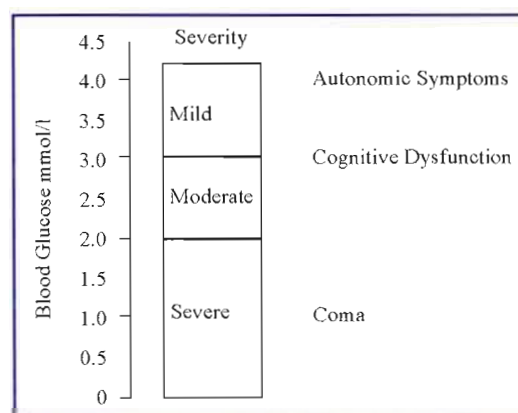 Severity
Blood Glucose mmol/l
4.5
4.0
3.5
3.0
2.5
2.0
1.5
1.0
0.5
0
Mild
Moderate
Severe
Autonomic Symptoms
Cognitive Dysfunction
Coma